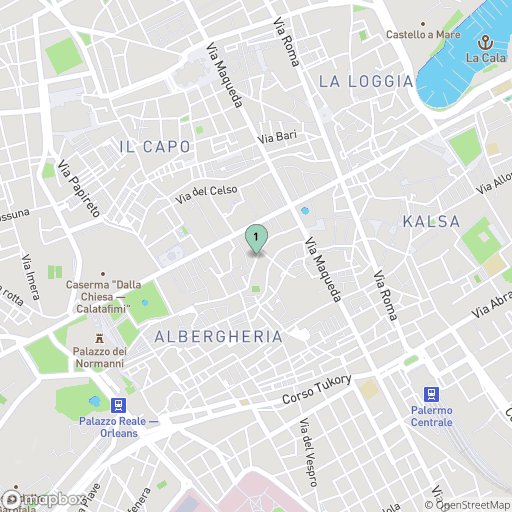 Castello a Mare
La Cala
Via Roma
Via Maqueda
LA LOGGIA
Via Bari
IL CAPO
Via Papireto
Via del Celso
Via Allo
KALSA
1
Via Imera
Caserma "Dalla
Chiesa —
Calatafimi"
Via Maqueda
Via Roma
Via Abra
ALBERGHERIA
Palazzo dei
Normanni
Corso Tukory
Palazzo Reale —
Orleans
Palermo
Centrale
Via del Vespro
mapbox
© OpenStreetMap